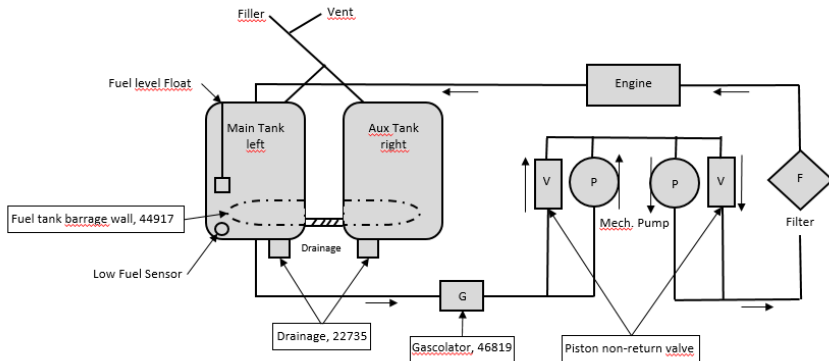 Filler
Vent
Fuel level Float
Engine
Main Tank
left
Aux Tank
right
V
P
P
V
F
Fuel tank barrage wall, 44917
Mech. Pump
Filter
Drainage
Low Fuel Sensor
G
Drainage, 22735
Gascolator, 46819
Piston non-return valve